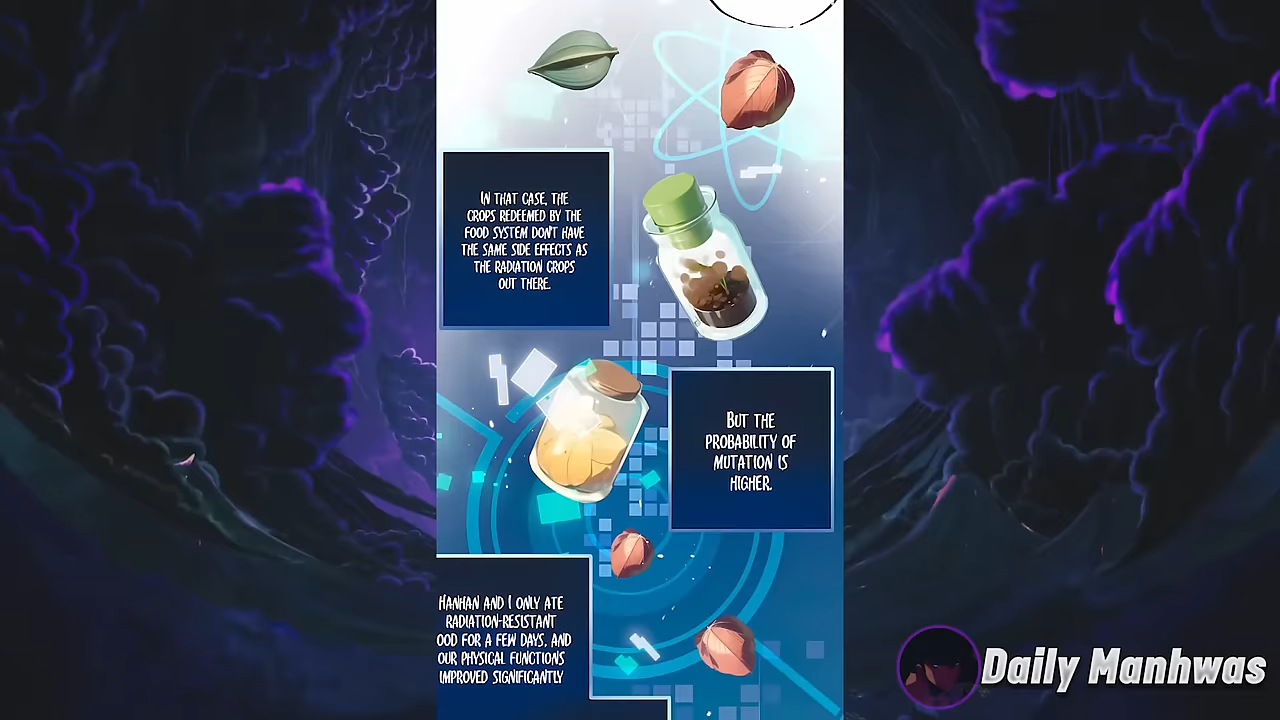 IN THAT CASE, THE
CROPS REDEEMED BY THE
FOOD SYSTEM DON'T HAVE
THE SAME SIDE EFFECTS AS
THE RADIATION CROPS
OUT THERE.
BUT THE
PROBABILITY OF
MUTATION IS
HIGHER.
HANHAN AND I ONLY ATE
RADIATION-RESISTANT
OOD FOR A FEW DAYS, AND
OUR PHYSICAL FUNCTIONS
IMPROVED SIGNIFICANTLY
Daily Manhwas